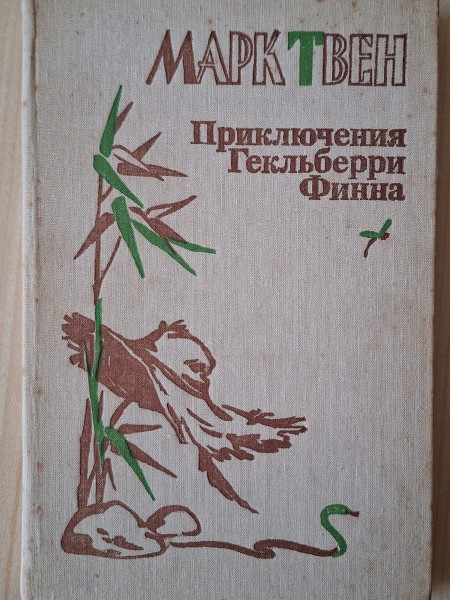 Марк Твен
Приключения
Гекльберри
Финна